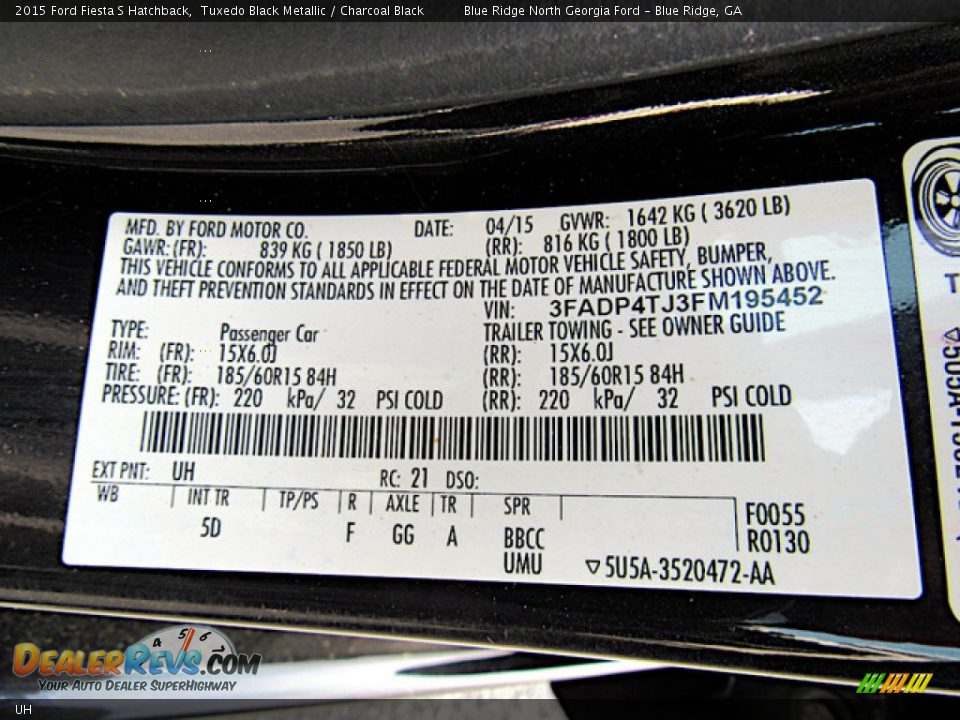 2015 Ford Fiesta S Hatchback, Tuxedo Black Metallic / Charcoal Black Blue Ridge North Georgia Ford - Blue Ridge, GA
MFD. BY FORD MOTOR CO. DATE: 04/15 GVWR: 1642 KG ( 3620 LB)
GAWR: (FR): 839 KG ( 1850 LB) (RR): 816 KG ( 1800 LB)
THIS VEHICLE CONFORMS TO ALL APPLICABLE FEDERAL MOTOR VEHICLE SAFETY, BUMPER,
AND THEFT PREVENTION STANDARDS IN EFFECT ON THE DATE OF MANUFACTURE SHOWN ABOVE.
VIN: 3FADP4TJ3FM195452
TYPE: Passenger Car TRAILER TOWING - SEE OWNER GUIDE
RIM: (FR): 15X6.0J (RR): 15X6.0J
TIRE: (FR): 185/60R15 84H (RR): 185/60R15 84H
PRESSURE: (FR): 220 kPa/ 32 PSI COLD (RR): 220 kPa/ 32 PSI COLD
EXT PNT: UH RC: 21 DSO:
WB INT TR TP/PS R AXLE TR SPR F0055
5D F GG A BBCC R0130
UMU ▽5U5A-3520472-AA
4 5 6
DEALERREVS.COM
YOUR AUTO DEALER SUPERHIGHWAY
UH